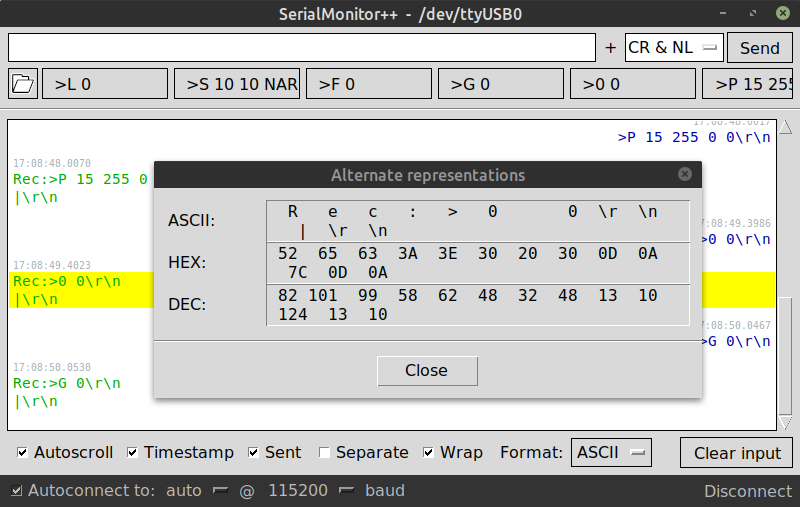 SerialMonitor++ - /dev/ttyUSB0
+ CR & NL Send
>L 0 >S 10 10 NAR >F 0 >G 0 >0 0 >P 15 255
>P 15 255 0 0\r\n
17:08:48.0070
Rec:>P 15 255 0
|\r\n
17:08:49.3986
>0 0\r\n
17:08:49.4023
Rec:>0 0\r\n
|\r\n
17:08:50.0467
>G 0\r\n
17:08:50.0530
Rec:>G 0\r\n
|\r\n
Alternate representations
ASCII: R e c : > 0 0 \r \n
| \r \n
HEX: 52 65 63 3A 3E 30 20 30 0D 0A
7C 0D 0A
DEC: 82 101 99 58 62 48 32 48 13 10
124 13 10
Close
Autoscroll Timestamp Sent Separate Wrap Format: ASCII Clear input
Autoconnect to: auto @ 115200 baud Disconnect